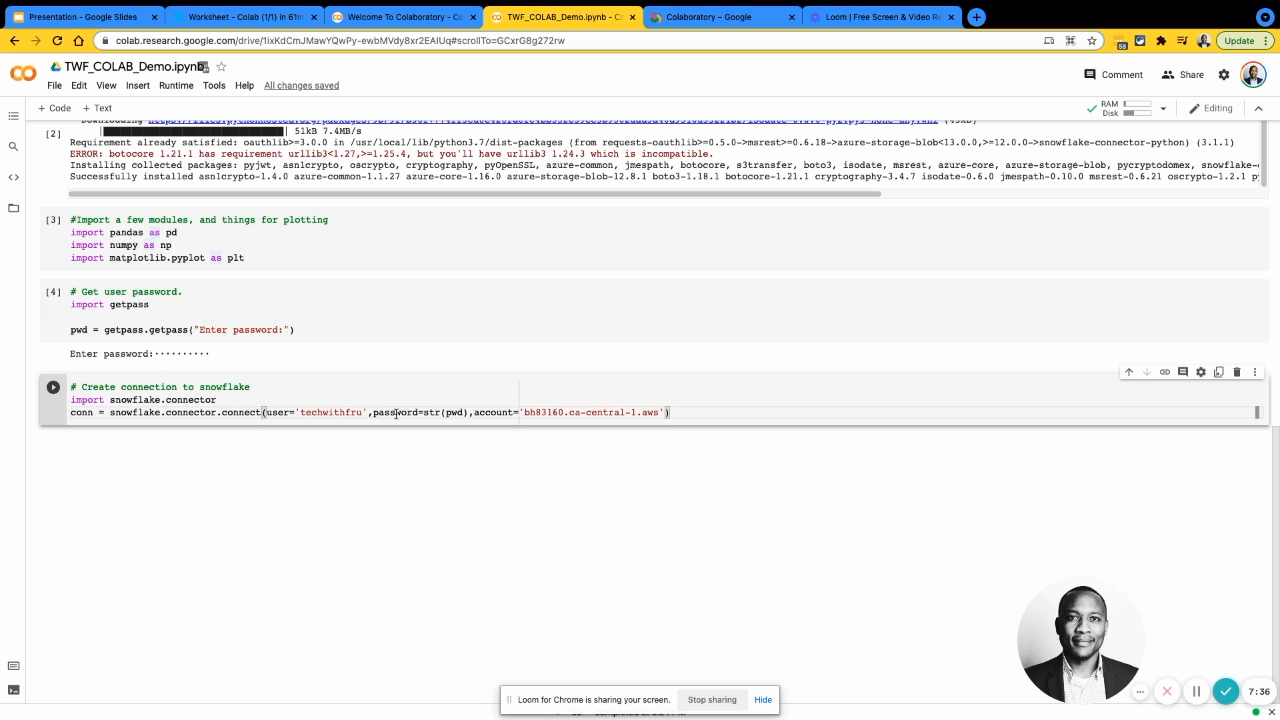 Presentation - Google Slides
Worksheet - Colab (1/1) in 61m
Welcome To Colaboratory - Co
TWF_COLAB_Demo.ipynb - Co
Colaboratory – Google
Loom | Free Screen & Video Re
colab.research.google.com/drive/1ixKdCmJMawYQwPy-ewbMVdy8xr2EAIUq#scrollTo=GCxrG8g272rw
68
Update
TWF_COLAB_Demo.ipynb
Comment
Share
File Edit View Insert Runtime Tools Help All changes saved
+ Code + Text
RAM
Disk
Editing
Downloading
[2] 51kB 7.4MB/s
Requirement already satisfied: oauthlib>=3.0.0 in /usr/local/lib/python3.7/dist-packages (from requests-oauthlib>=0.5.0->msrest>=0.6.18->azure-storage-blob<13.0.0,>=12.0.0->snowflake-connector-python) (3.1.1)
ERROR: botocore 1.21.1 has requirement urllib3<1.27,>=1.25.4, but you'll have urllib3 1.24.3 which is incompatible.
Installing collected packages: pyjwt, asn1crypto, oscrypto, cryptography, pyOpenSSL, azure-common, jmespath, botocore, s3transfer, boto3, isodate, msrest, azure-core, azure-storage-blob, pycryptodomex, snowflake-
Successfully installed asn1crypto-1.4.0 azure-common-1.1.27 azure-core-1.16.0 azure-storage-blob-12.8.1 boto3-1.18.1 botocore-1.21.1 cryptography-3.4.7 isodate-0.6.0 jmespath-0.10.0 msrest-0.6.21 oscrypto-1.2.1 p
[3] #Import a few modules, and things for plotting
import pandas as pd
import numpy as np
import matplotlib.pyplot as plt
[4] # Get user password.
import getpass
pwd = getpass.getpass("Enter password:")
Enter password:··········
# Create connection to snowflake
import snowflake.connector
conn = snowflake.connector.connect(user='techwithfru',password=str(pwd),account='bh83160.ca-central-1.aws')
Loom for Chrome is sharing your screen.
Stop sharing
Hide
7:36